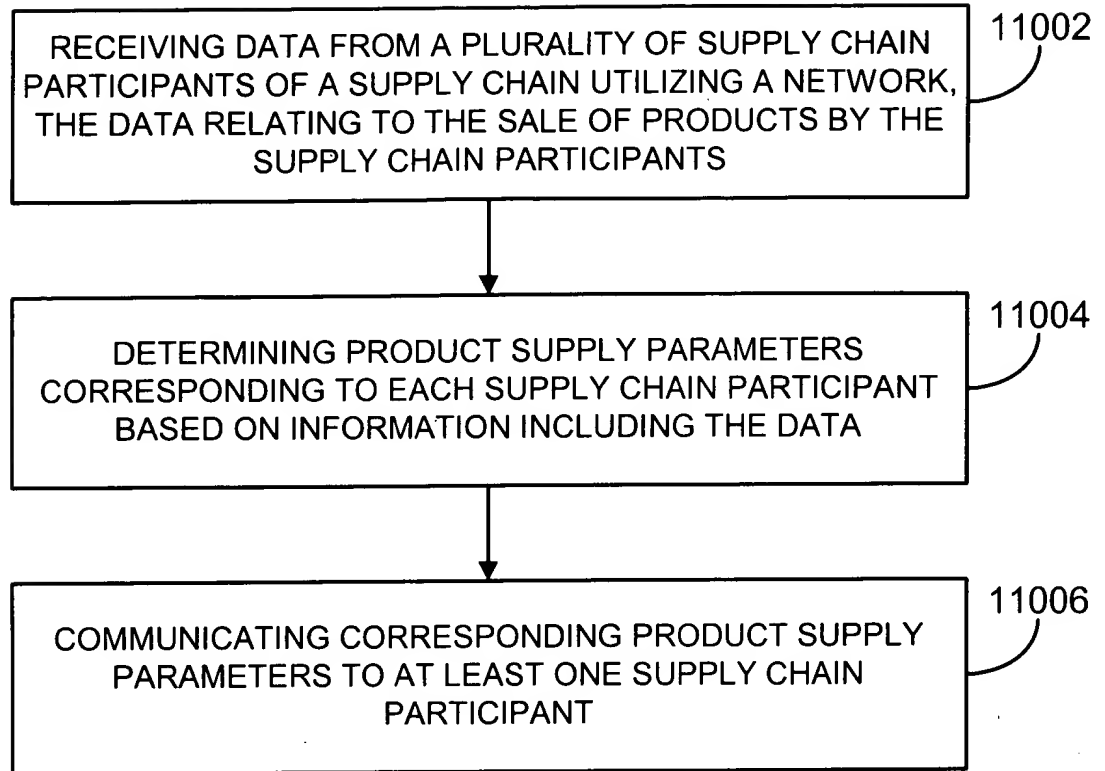 RECEIVING DATA FROM A PLURALITY OF SUPPLY CHAIN
PARTICIPANTS OF A SUPPLY CHAIN UTILIZING A NETWORK,
THE DATA RELATING TO THE SALE OF PRODUCTS BY THE
SUPPLY CHAIN PARTICIPANTS
11002
DETERMINING PRODUCT SUPPLY PARAMETERS
CORRESPONDING TO EACH SUPPLY CHAIN PARTICIPANT
BASED ON INFORMATION INCLUDING THE DATA
11004
COMMUNICATING CORRESPONDING PRODUCT SUPPLY
PARAMETERS TO AT LEAST ONE SUPPLY CHAIN
PARTICIPANT
11006